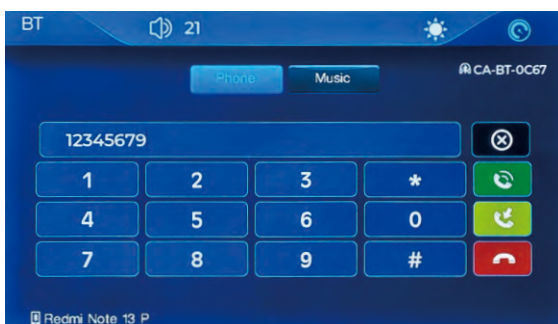 BT 21
Phone Music
CA-BT-0C67
12345679
1 2 3 *
4 5 6 0
7 8 9 #
Redmi Note 13 P